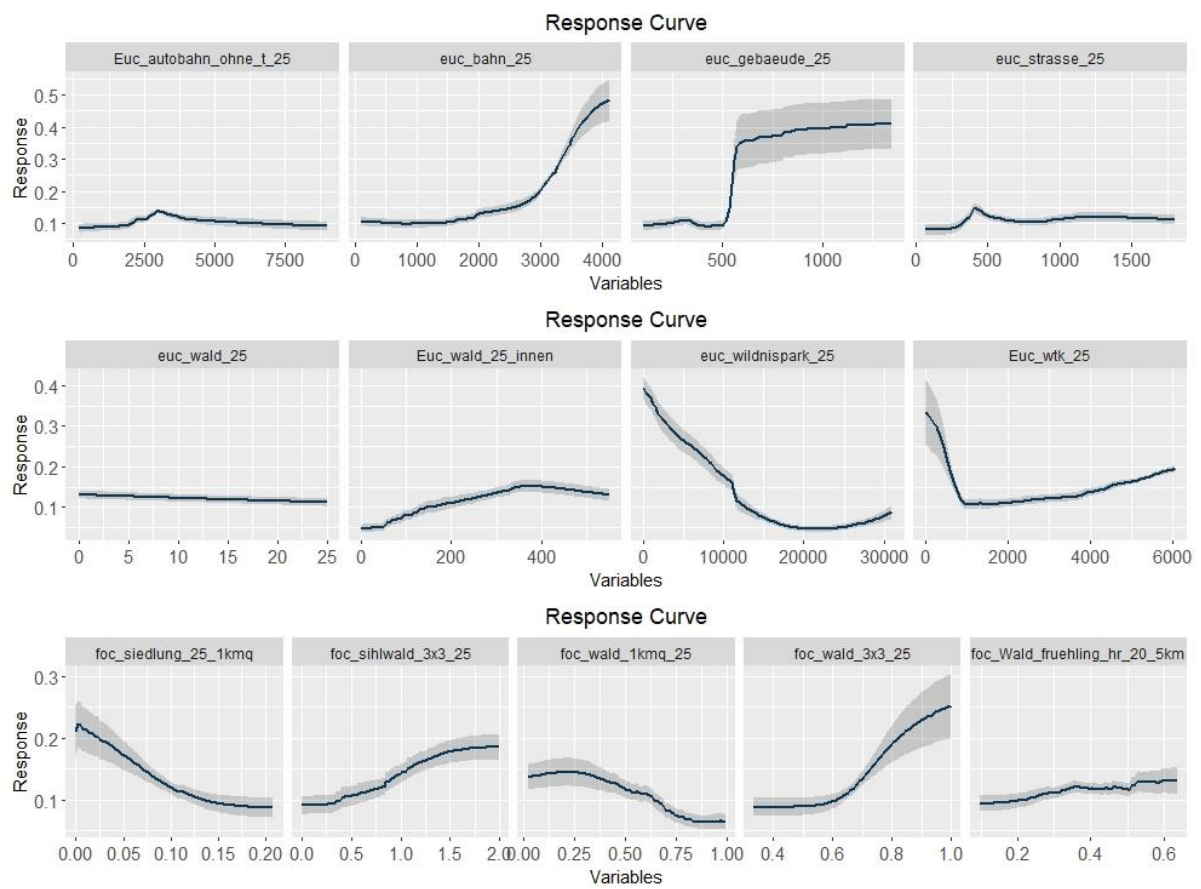 Response Curve
Euc_autobahn_ohne_t_25 euc_bahn_25 euc_gebaeude_25 euc_strasse_25
0.5
0.4
0.3
0.2
0.1
Response
0 2500 5000 7500 0 1000 2000 3000 4000 500 1000 0 500 1000 1500
Variables
Response Curve
euc_wald_25 Euc_wald_25_innen euc_wildnispark_25 Euc_wtk_25
0.4
0.3
0.2
0.1
Response
0 5 10 15 20 25 0 200 400 0 10000 20000 30000 0 2000 4000 6000
Variables
Response Curve
foc_siedlung_25_1kmq foc_sihlwald_3x3_25 foc_wald_1kmq_25 foc_wald_3x3_25 foc_Wald_fruehling_hr_20_5km
0.3
0.2
0.1
Response
0.00 0.05 0.10 0.15 0.20 0.0 0.5 1.0 1.5 2.0 0.00 0.25 0.50 0.75 1.00 0.4 0.6 0.8 1.0 0.2 0.4 0.6
Variables